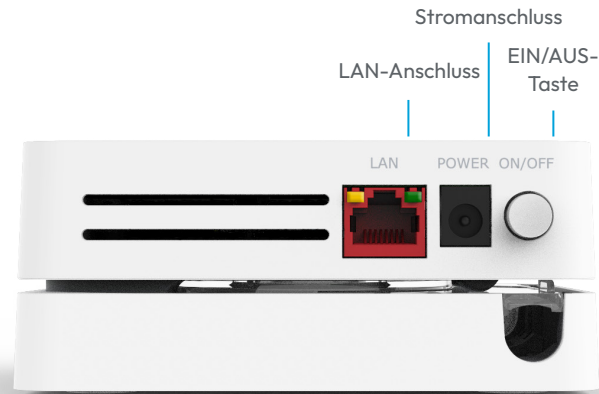 Stromanschluss
LAN-Anschluss
EIN/AUS-
Taste
LAN
POWER
ON/OFF